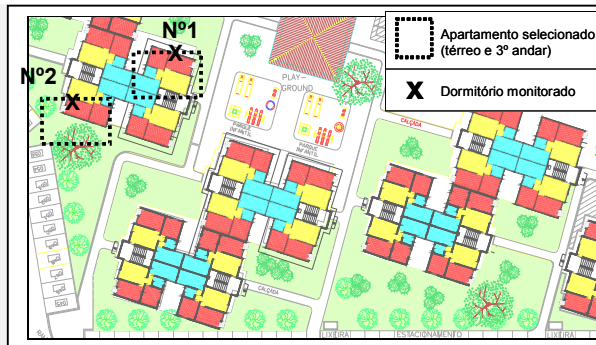 Nº1
Nº2
Apartamento selecionado
(térreo e 3º andar)
X Dormitório monitorado
X
X
PLAY-
GROUND
PARQUE
INFANTIL
PARQUE
INFANTIL
CALÇADA
CALÇADA
LIXEIRA
ESTACIONAMENTO
LIXEIRA